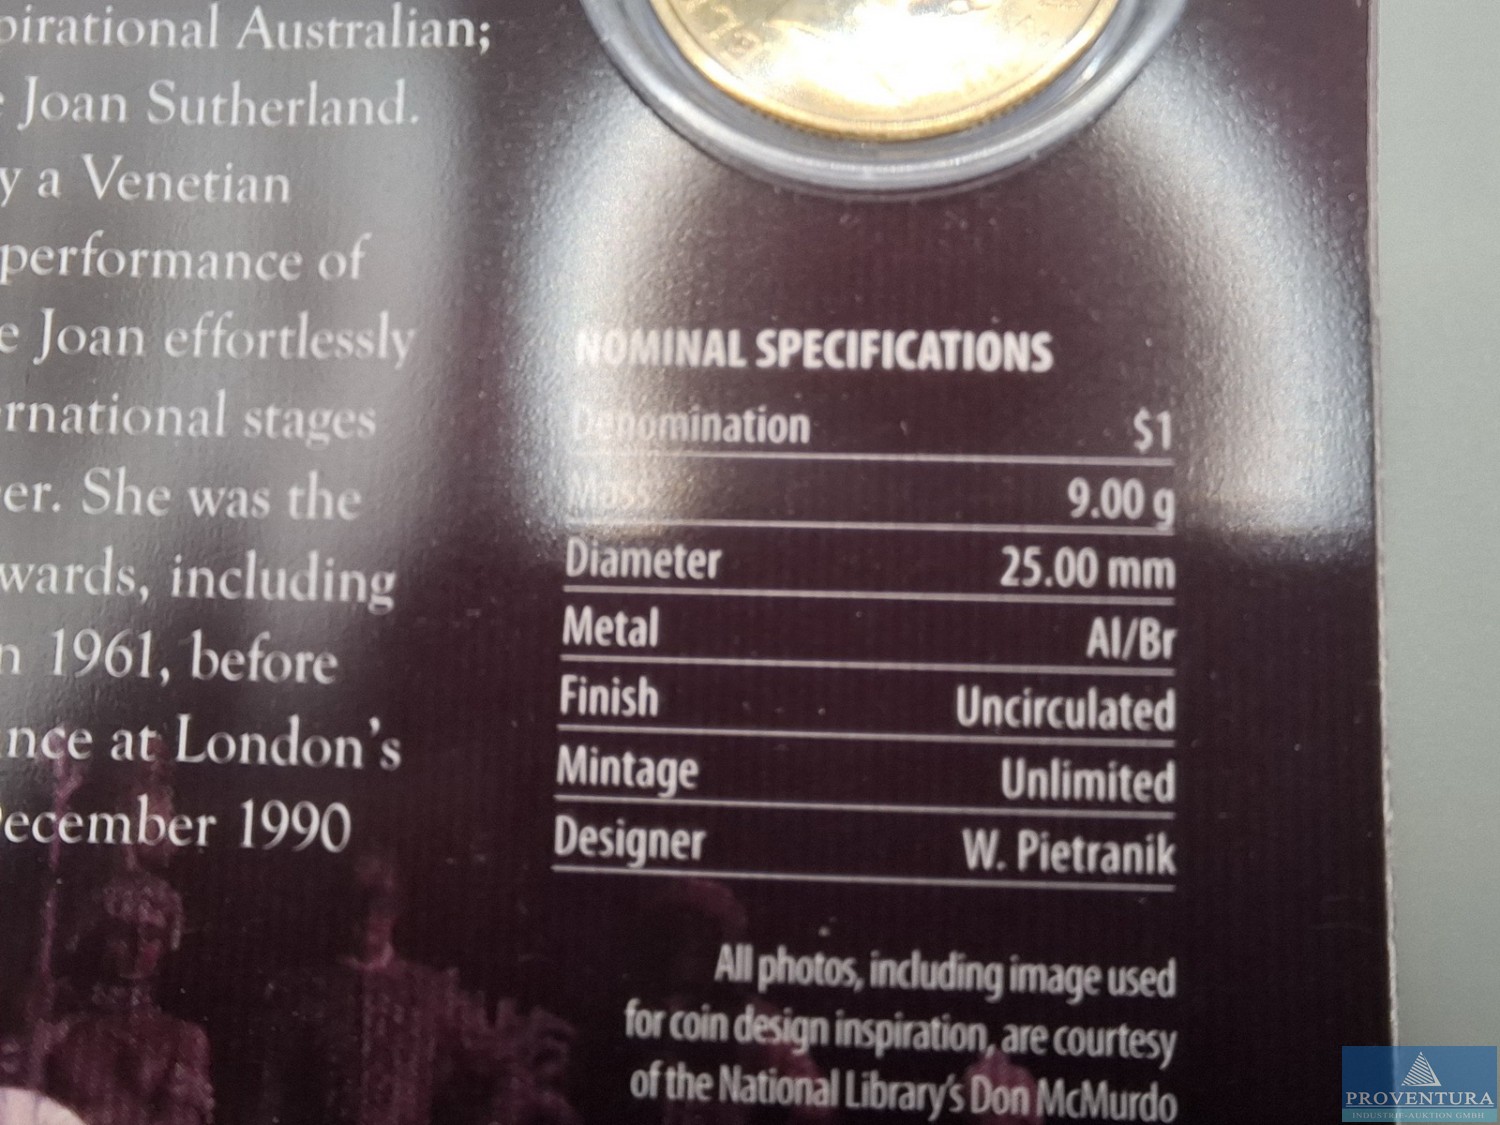 pirational Australian;
Joan Sutherland.
y a Venetian
performance of
e Joan effortlessly
rnational stages
er. She was the
wards, including
n 1961, before
nce at London's
ecember 1990
NOMINAL SPECIFICATIONS
Denomination $1
Mass 9.00 g
Diameter 25.00 mm
Metal Al/Br
Finish Uncirculated
Mintage Unlimited
Designer W. Pietranik
All photos, including image used
for coin design inspiration, are courtesy
of the National Library's Don McMurdo
PROVENTURA
INDUSTRIE-AUKTION GMBH